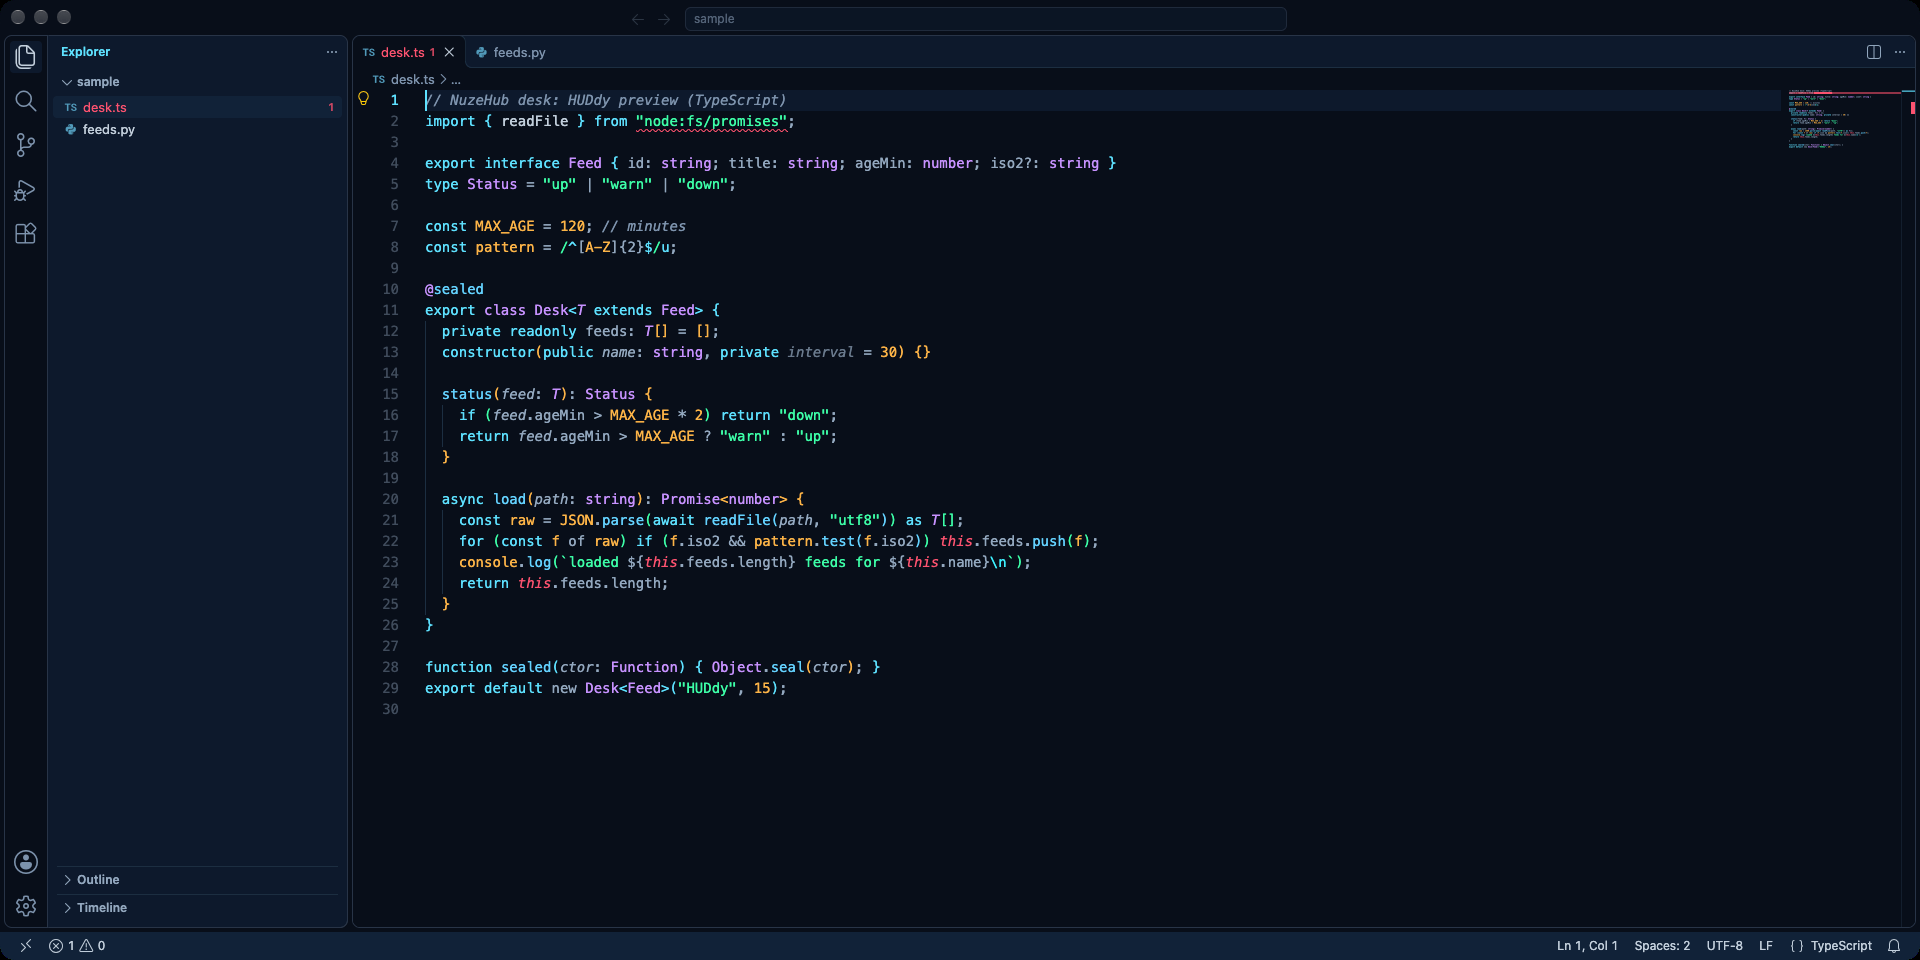 sample
Explorer
sample
TS desk.ts 1
feeds.py
Outline
Timeline
TS desk.ts 1
feeds.py
TS desk.ts > ...
1 // NuzeHub desk: HUDdy preview (TypeScript)
2 import { readFile } from "node:fs/promises";
3
4 export interface Feed { id: string; title: string; ageMin: number; iso2?: string }
5 type Status = "up" | "warn" | "down";
6
7 const MAX_AGE = 120; // minutes
8 const pattern = /^[A-Z]{2}$/u;
9
10 @sealed
11 export class Desk<T extends Feed> {
12 private readonly feeds: T[] = [];
13 constructor(public name: string, private interval = 30) {}
14
15 status(feed: T): Status {
16 if (feed.ageMin > MAX_AGE * 2) return "down";
17 return feed.ageMin > MAX_AGE ? "warn" : "up";
18 }
19
20 async load(path: string): Promise<number> {
21 const raw = JSON.parse(await readFile(path, "utf8")) as T[];
22 for (const f of raw) if (f.iso2 && pattern.test(f.iso2)) this.feeds.push(f);
23 console.log(`loaded ${this.feeds.length} feeds for ${this.name}\n`);
24 return this.feeds.length;
25 }
26 }
27
28 function sealed(ctor: Function) { Object.seal(ctor); }
29 export default new Desk<Feed>("HUDdy", 15);
30
1 0
Ln 1, Col 1 Spaces: 2 UTF-8 LF { } TypeScript